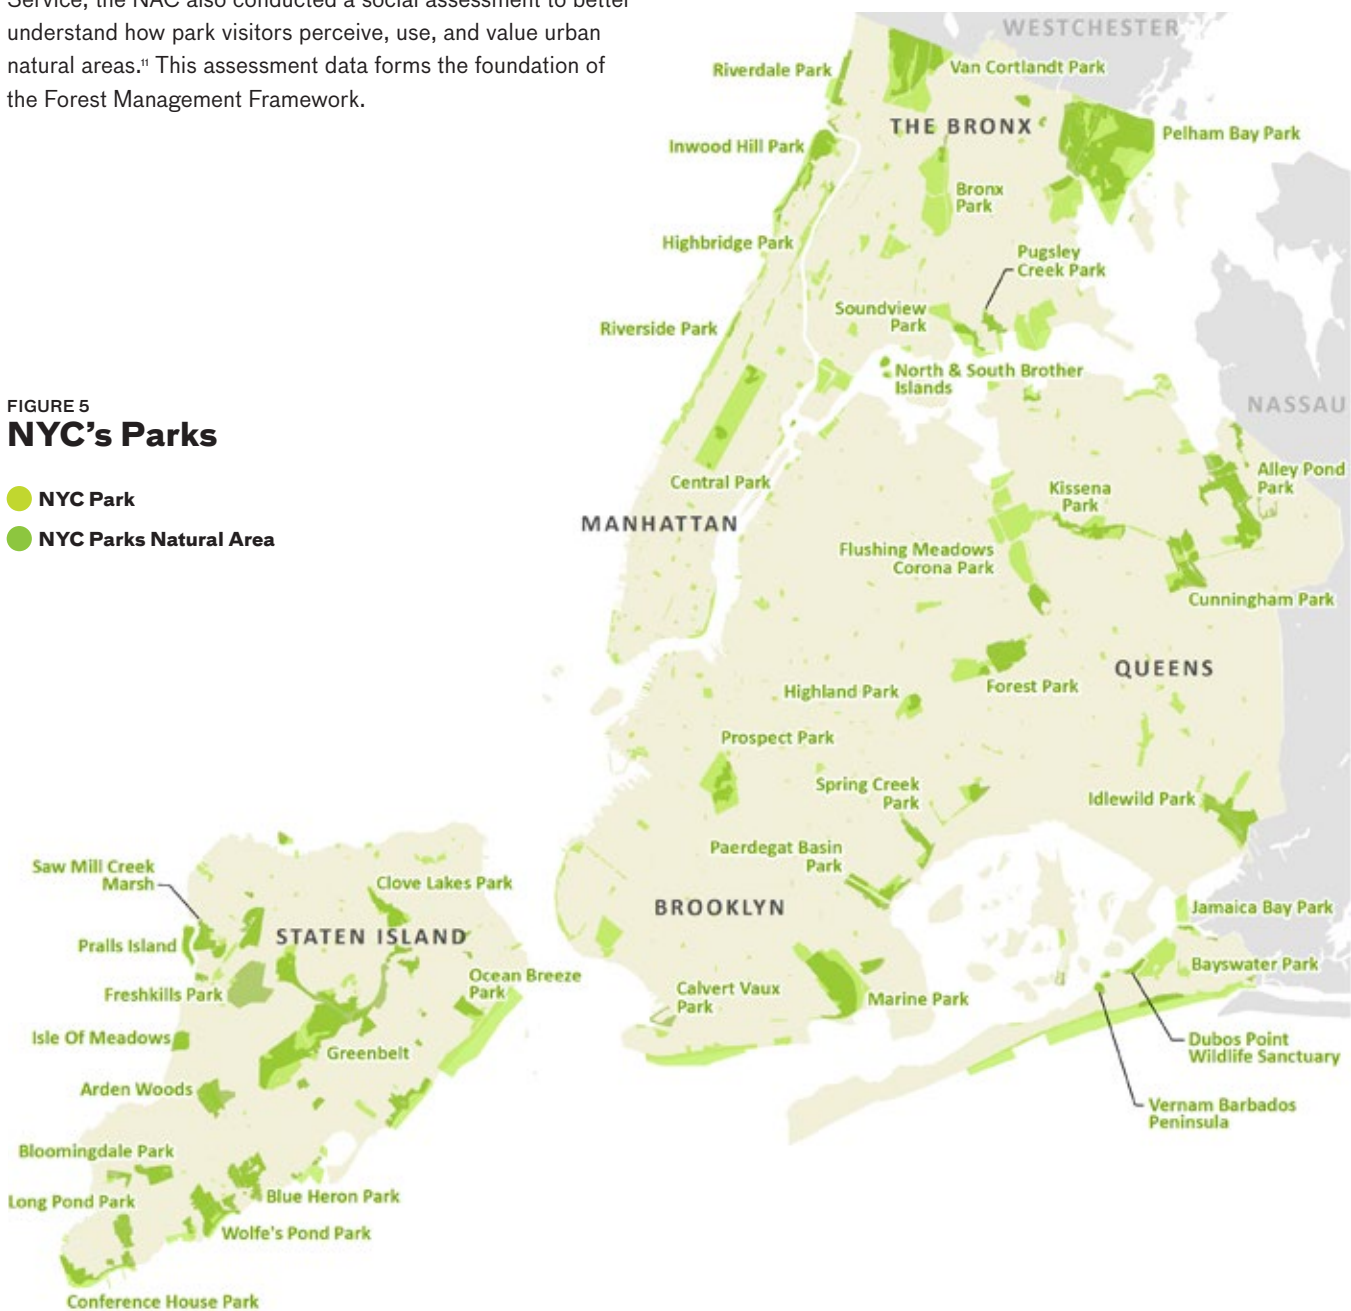 Service, the NAC also conducted a social assessment to better
understand how park visitors perceive, use, and value urban
natural areas.¹¹ This assessment data forms the foundation of
the Forest Management Framework.
FIGURE 5
NYC's Parks
NYC Park
NYC Parks Natural Area
WESTCHESTER
Riverdale Park
Van Cortlandt Park
THE BRONX
Pelham Bay Park
Inwood Hill Park
Bronx
Park
Highbridge Park
Pugsley
Creek Park
Soundview
Park
Riverside Park
North & South Brother
Islands
NASSAU
Central Park
Alley Pond
Park
Kissena
Park
MANHATTAN
Flushing Meadows
Corona Park
Cunningham Park
QUEENS
Forest Park
Highland Park
Prospect Park
Spring Creek
Park
Idlewild Park
Paerdegat Basin
Park
BROOKLYN
Jamaica Bay Park
Bayswater Park
Calvert Vaux
Park
Marine Park
Dubos Point
Wildlife Sanctuary
Vernam Barbados
Peninsula
Saw Mill Creek
Marsh
Clove Lakes Park
STATEN ISLAND
Pralls Island
Ocean Breeze
Park
Freshkills Park
Isle Of Meadows
Greenbelt
Arden Woods
Bloomingdale Park
Long Pond Park
Blue Heron Park
Wolfe's Pond Park
Conference House Park